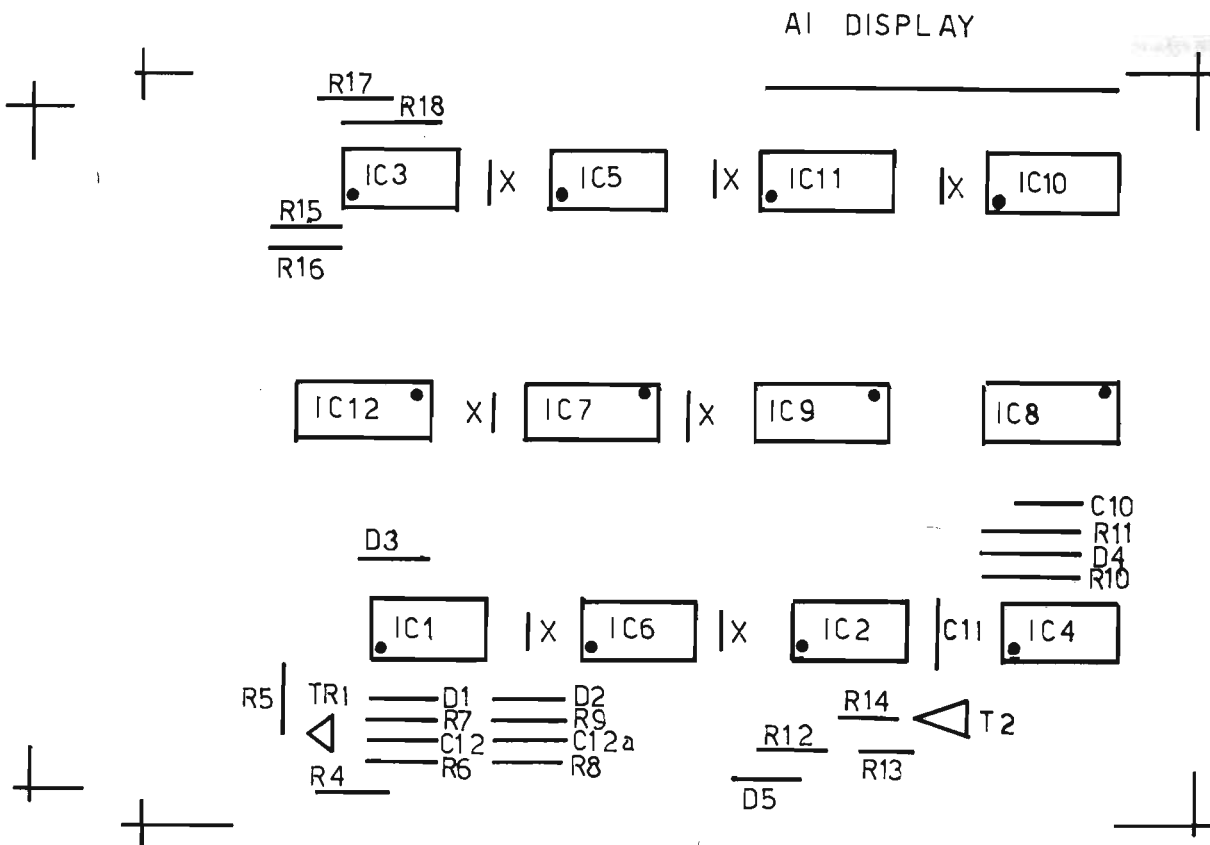 AI DISPLAY
R17
R18
IC3 X IC5 X IC11 X IC10
R15
R16
IC12 X IC7 X IC9 IC8
C10
R11
D4
R10
D3
IC1 X IC6 X IC2 C11 IC4
R5 TR1 D1 D2
R7 R9
C12 C12a
R6 R8
R4
R14
T2
R12
R13
D5